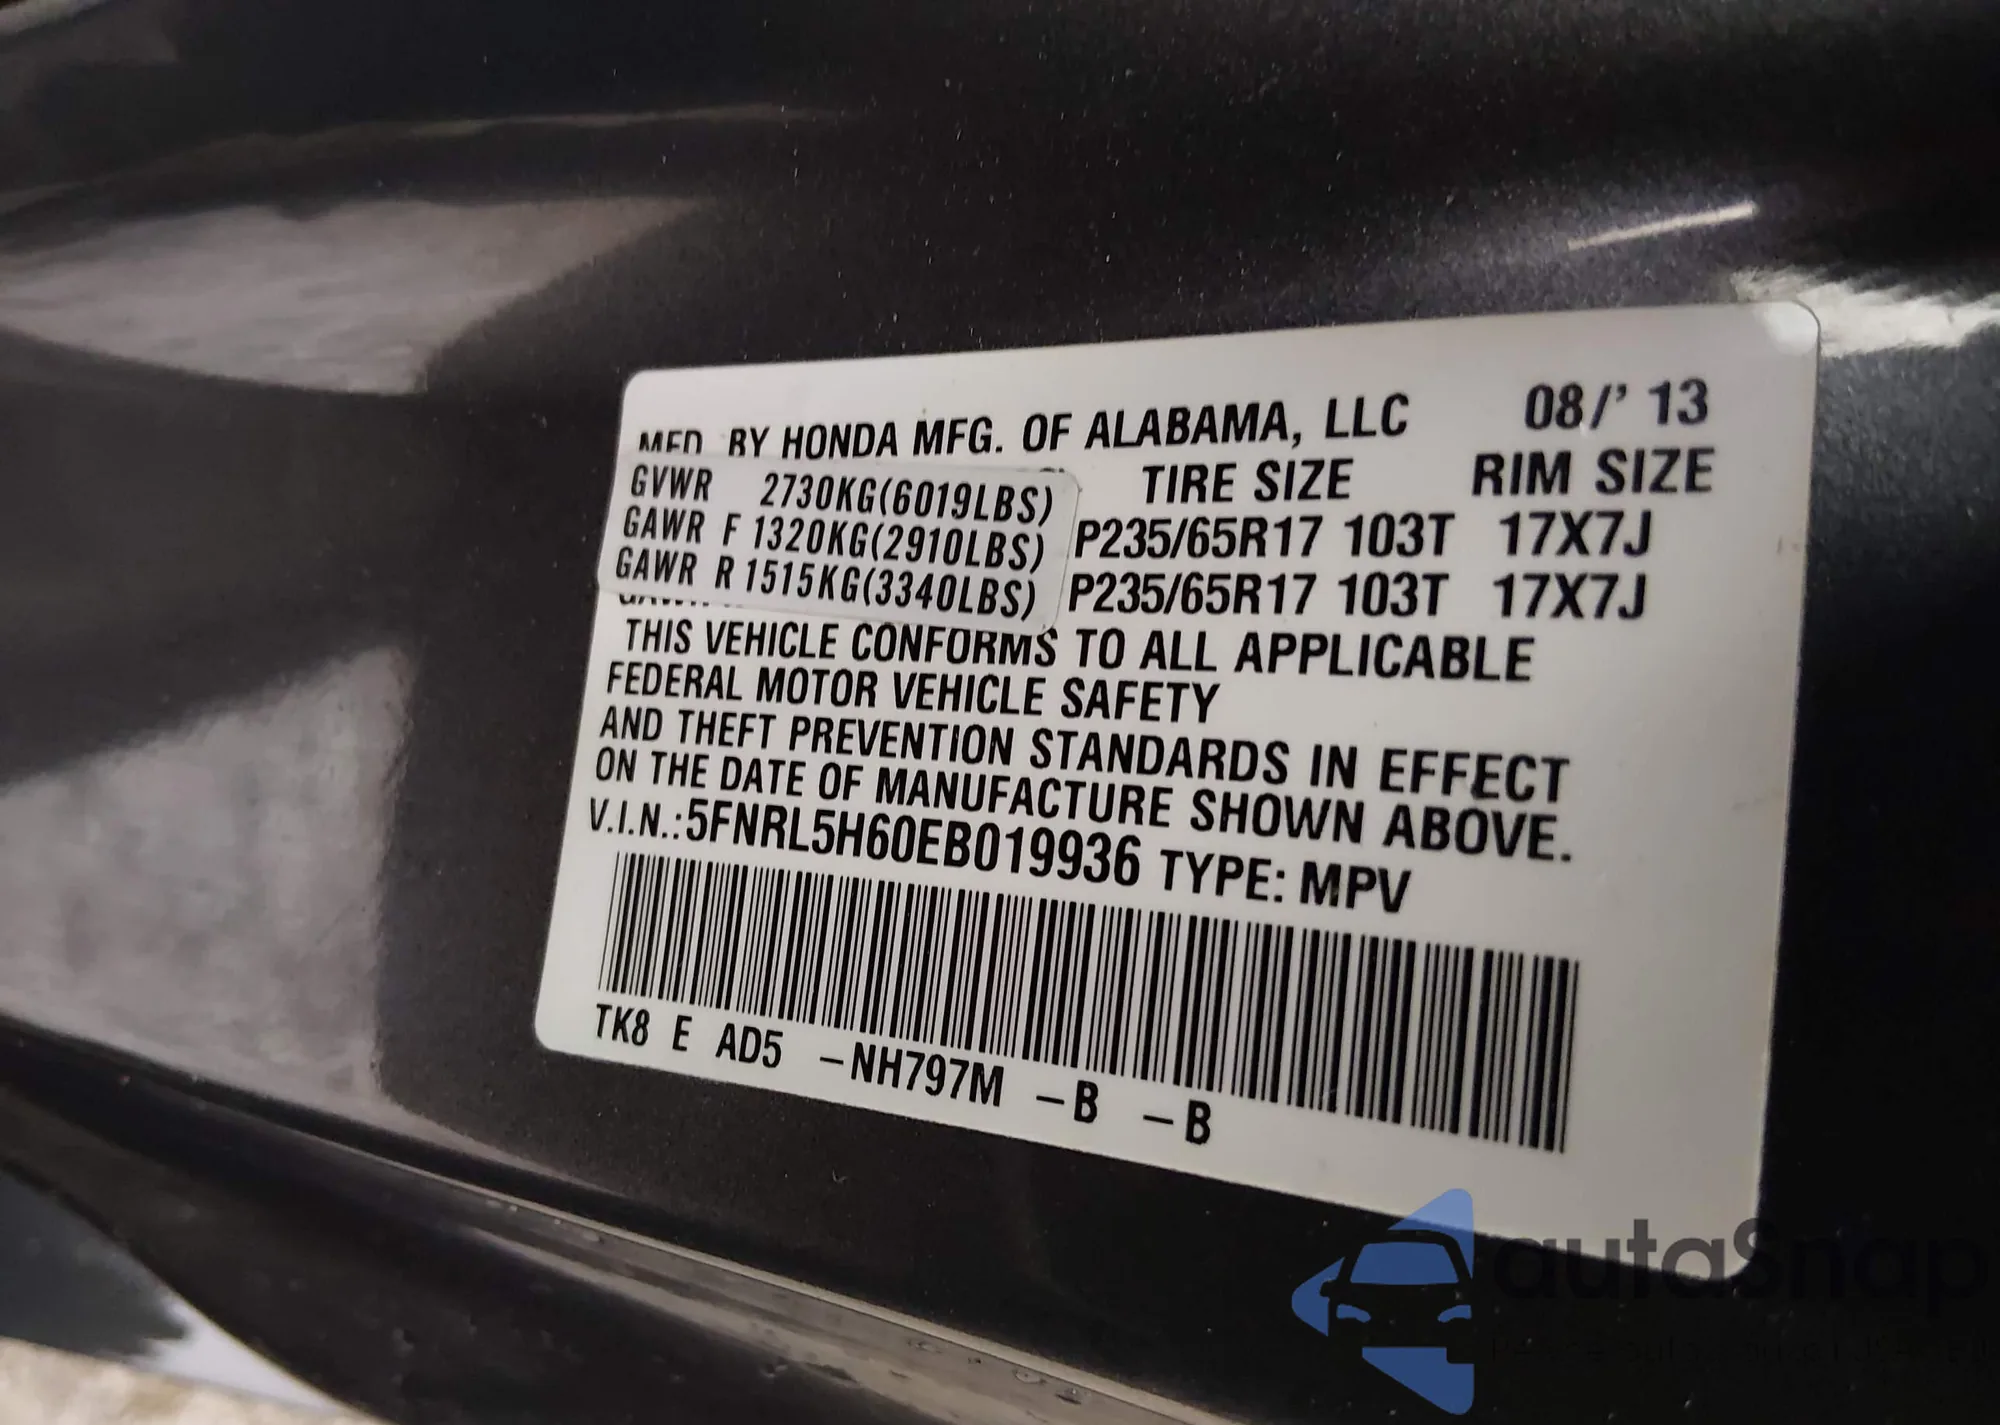 MFD BY HONDA MFG. OF ALABAMA, LLC 08/' 13
GVWR 2730KG(6019LBS) TIRE SIZE RIM SIZE
GAWR F 1320KG(2910LBS) P235/65R17 103T 17X7J
GAWR R 1515KG(3340LBS) P235/65R17 103T 17X7J
THIS VEHICLE CONFORMS TO ALL APPLICABLE
FEDERAL MOTOR VEHICLE SAFETY
AND THEFT PREVENTION STANDARDS IN EFFECT
ON THE DATE OF MANUFACTURE SHOWN ABOVE.
V.I.N.:5FNRL5H60EB019936 TYPE: MPV
TK8 E AD5 –NH797M –B –B
autaSnap